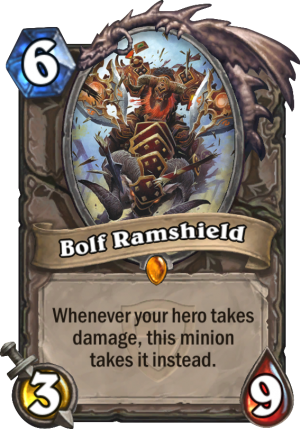 6
Bolf Ramshield
Whenever your hero takes
damage, this minion
takes it instead.
3
9